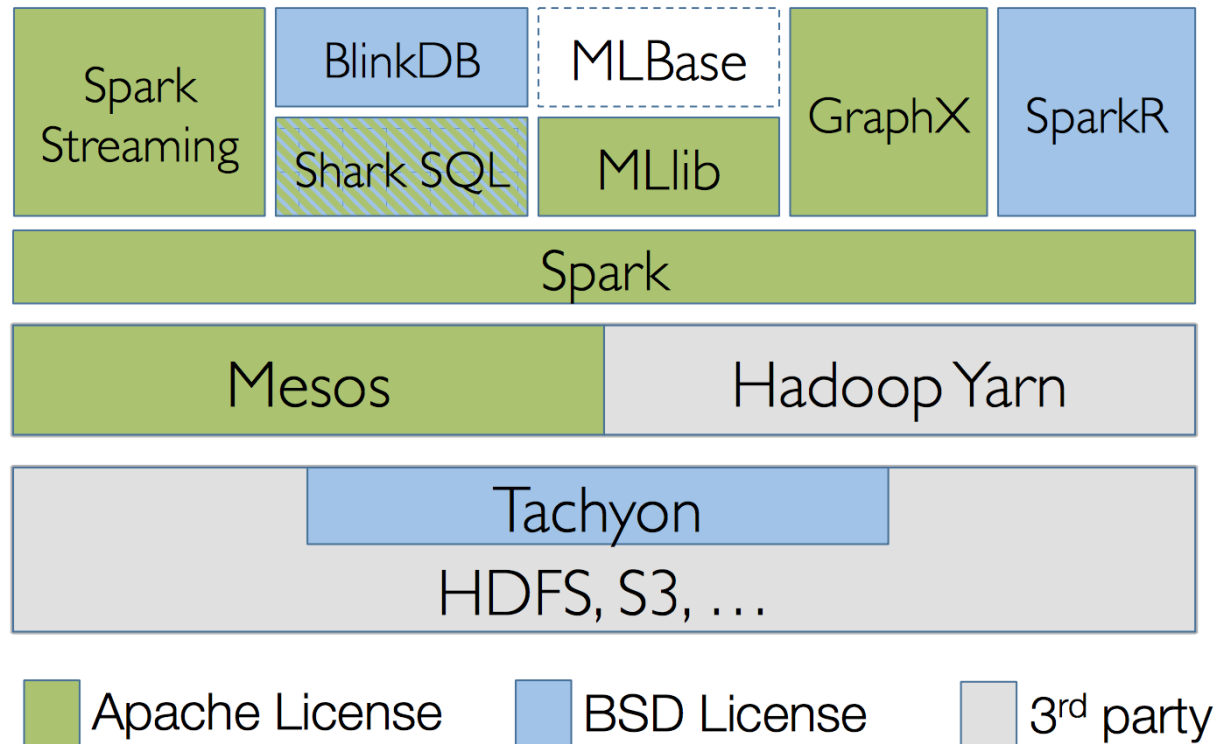 Spark
Streaming
BlinkDB
Shark SQL
MLBase
MLlib
GraphX
SparkR
Spark
Mesos
Hadoop Yarn
Tachyon
HDFS, S3, …
Apache License
BSD License
3rd party